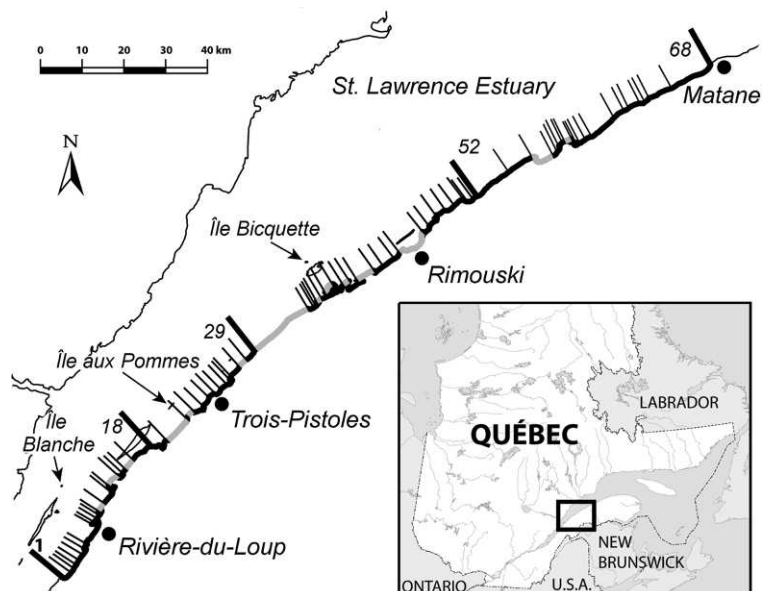 0 10 20 30 40 km
N
St. Lawrence Estuary
68
Matane
52
Île Bicquette
Rimouski
29
Île aux Pommes
Trois-Pistoles
18
Île
Blanche
1
Rivière-du-Loup
LABRADOR
QUÉBEC
NEW
BRUNSWICK
ONTARIO
U.S.A.